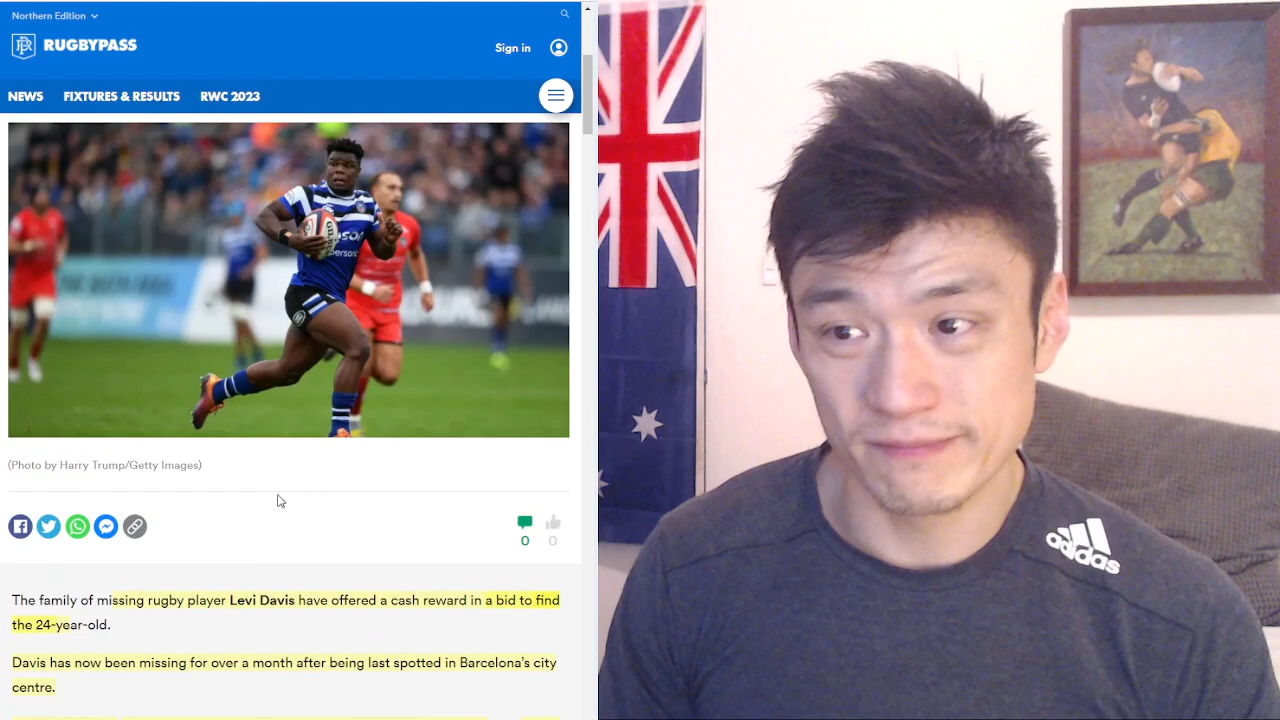 Northern Edition
RUGBYPASS
Sign in
NEWS FIXTURES & RESULTS RWC 2023
(Photo by Harry Trump/Getty Images)
0 0
The family of missing rugby player Levi Davis have offered a cash reward in a bid to find
the 24-year-old.
Davis has now been missing for over a month after being last spotted in Barcelona's city
centre.
adidas